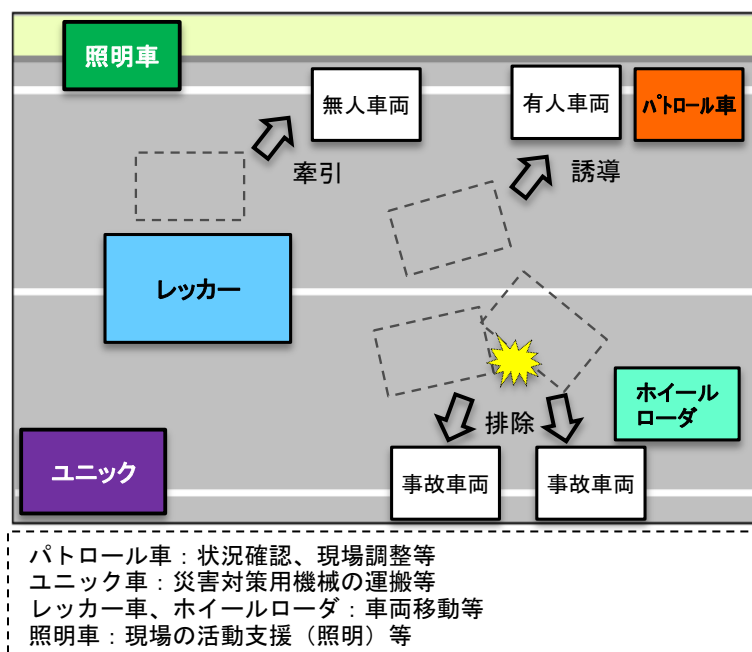 照明車
無人車両
有人車両
ﾊﾟﾄﾛｰﾙ車
牽引
誘導
レッカー
ホイール
ローダ
排除
ユニック
事故車両
事故車両
パトロール車：状況確認、現場調整等
ユニック車：災害対策用機械の運搬等
レッカー車、ホイールローダ：車両移動等
照明車：現場の活動支援（照明）等